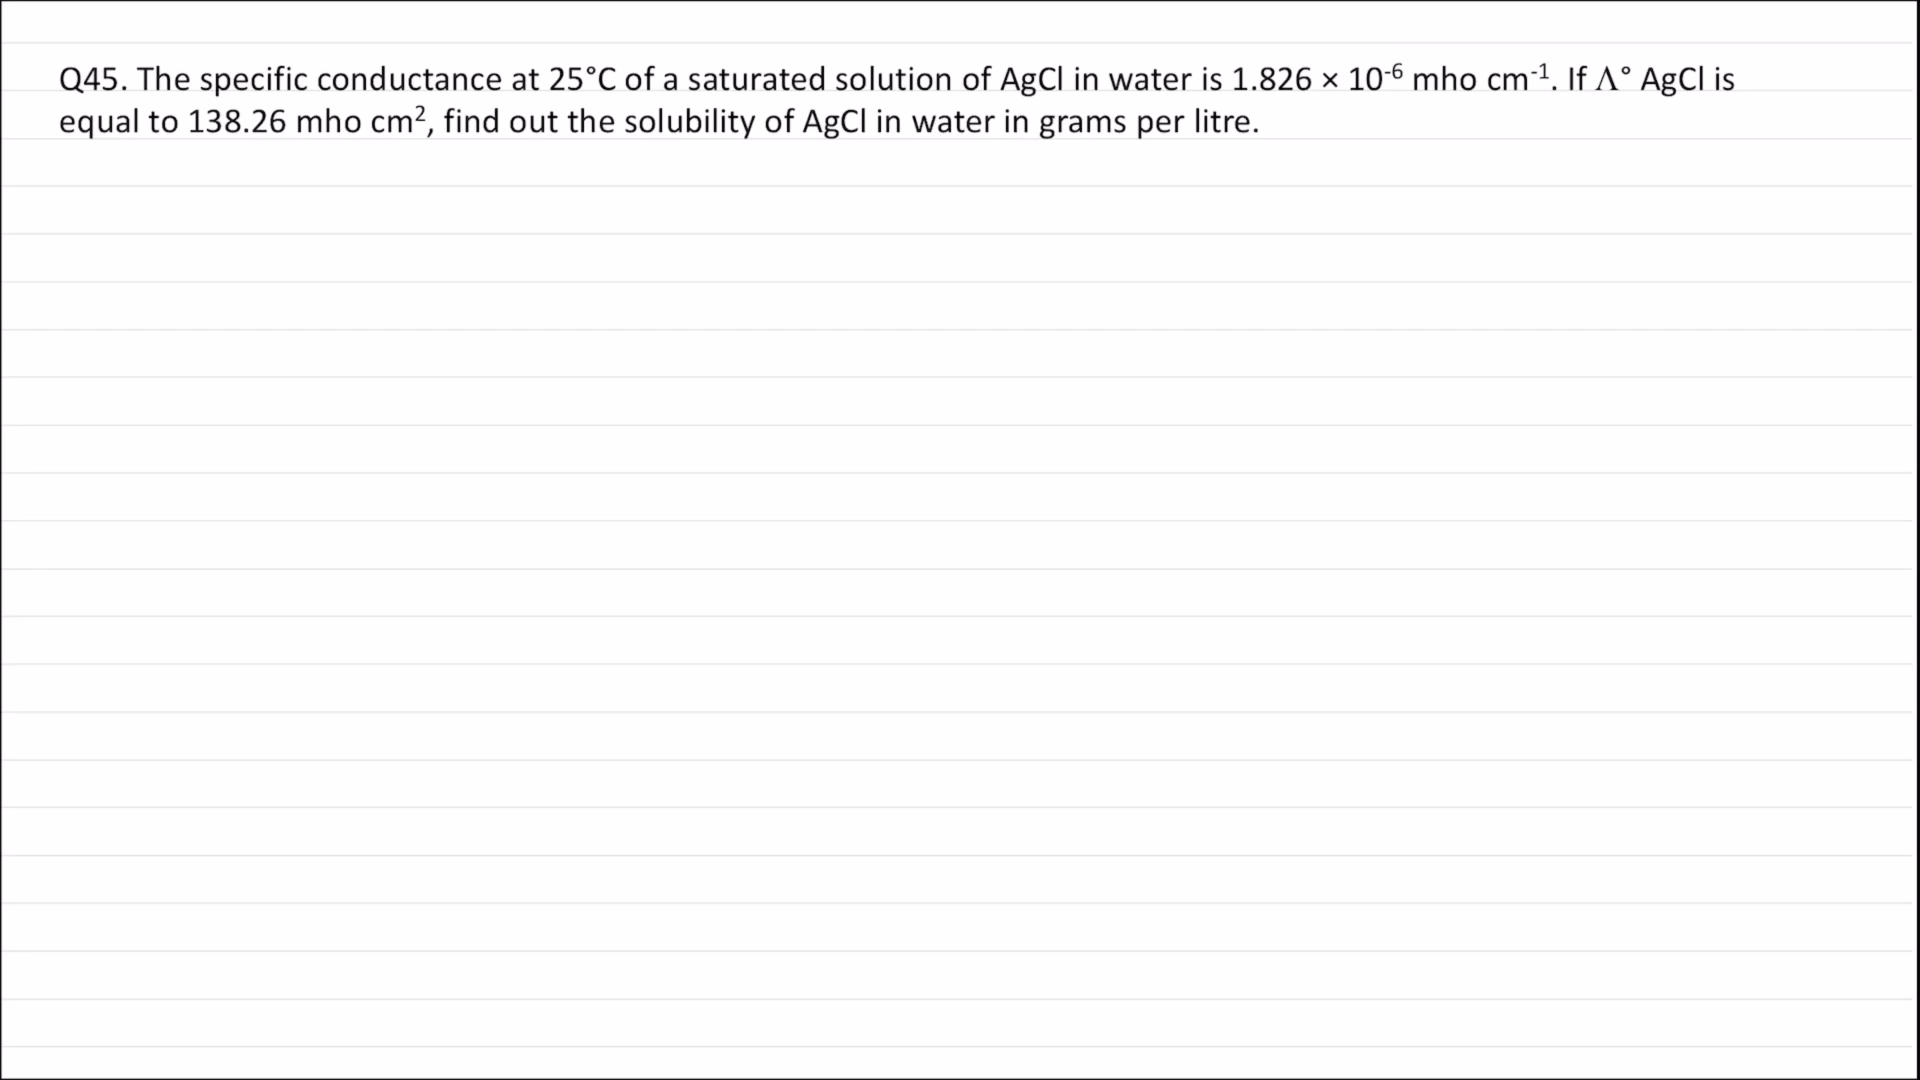 Q45. The specific conductance at 25°C of a saturated solution of AgCl in water is 1.826 × 10⁻⁶ mho cm⁻¹. If Λ° AgCl is
equal to 138.26 mho cm², find out the solubility of AgCl in water in grams per litre.